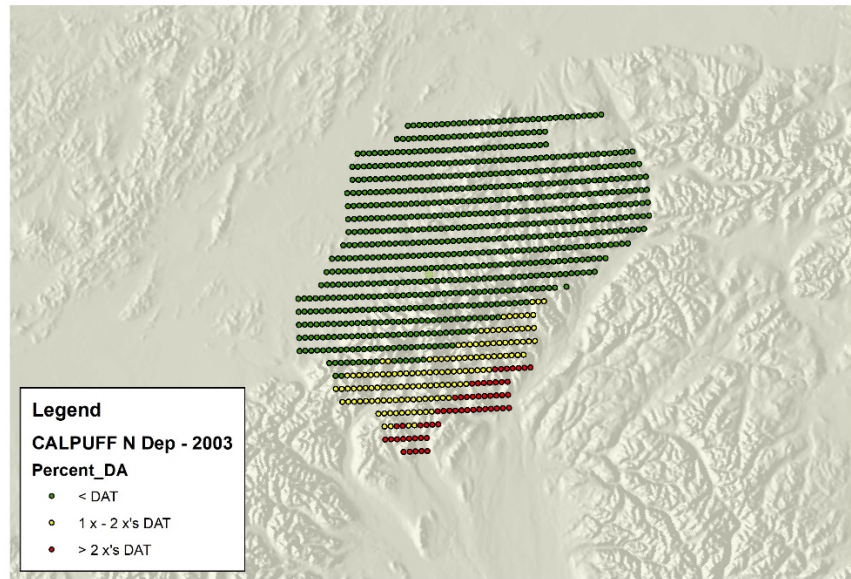 Legend
CALPUFF N Dep - 2003
Percent_DA
< DAT
1 x - 2 x's DAT
> 2 x's DAT